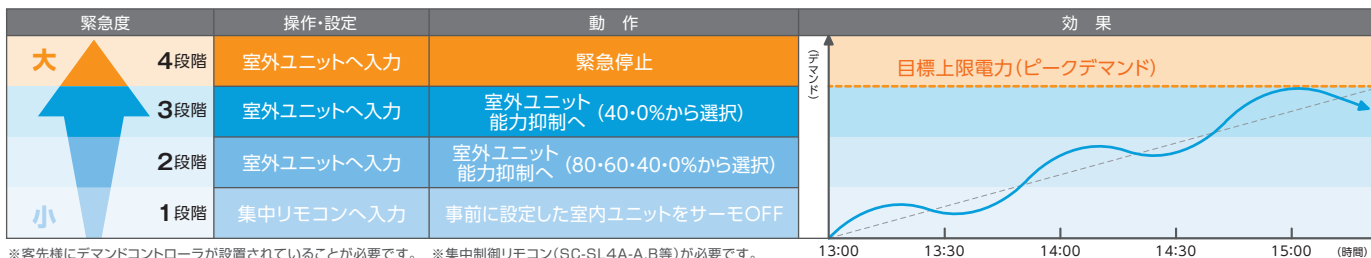 緊急度 操作・設定 動 作 効 果
大 4段階 室外ユニットへ入力 緊急停止
3段階 室外ユニットへ入力 室外ユニット能力抑制へ (40・0%から選択)
2段階 室外ユニットへ入力 室外ユニット能力抑制へ (80・60・40・0%から選択)
小 1段階 集中リモコンへ入力 事前に設定した室内ユニットをサーモOFF
(デマンド)
目標上限電力(ピークデマンド)
13:00 13:30 14:00 14:30 15:00 (時間)
※客先様にデマンドコントローラが設置されていることが必要です。 ※集中制御リモコン(SC-SL4A-A,B等)が必要です。